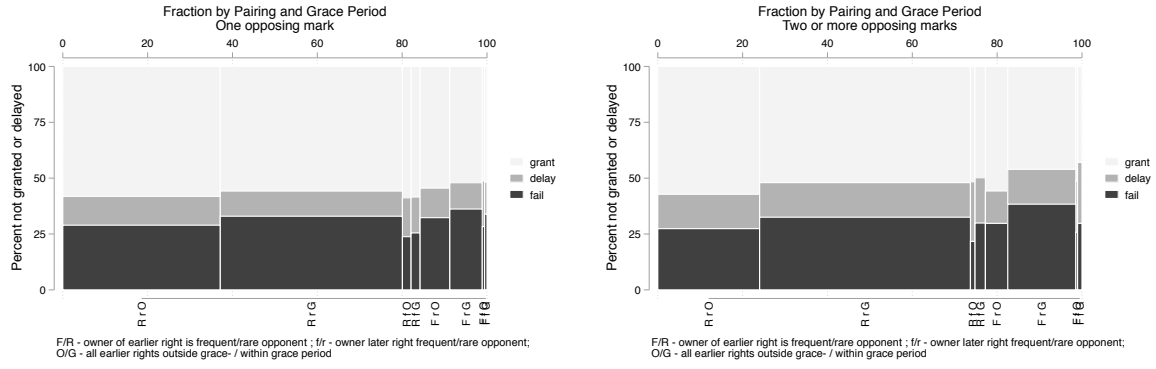 Fraction by Pairing and Grace Period
One opposing mark
0 20 40 60 80 100
Percent not granted or delayed
100
75
50
25
0
grant
delay
fail
R r O
R r G
R f O
R f G
F r O
F r G
F f O
F f G
F/R - owner of earlier right is frequent/rare opponent ; f/r - owner later right frequent/rare opponent;
O/G - all earlier rights outside grace- / within grace period
Fraction by Pairing and Grace Period
Two or more opposing marks
0 20 40 60 80 100
Percent not granted or delayed
100
75
50
25
0
grant
delay
fail
R r O
R r G
R f O
R f G
F r O
F r G
F f O
F f G
F/R - owner of earlier right is frequent/rare opponent ; f/r - owner later right frequent/rare opponent;
O/G - all earlier rights outside grace- / within grace period